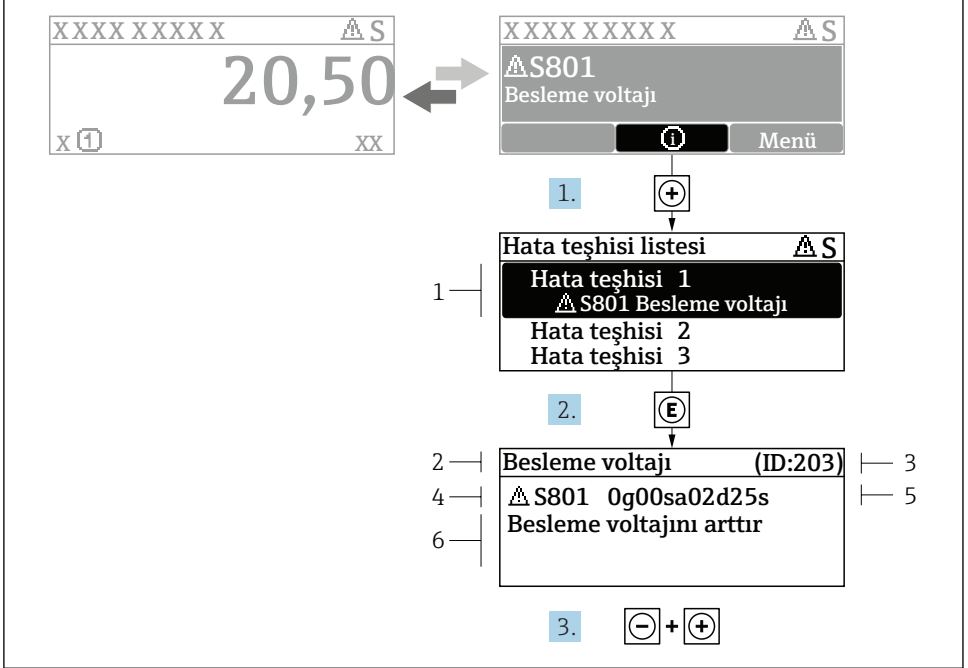 XXXX XXXXX ⚠ S
20,50
X ① XX
XXXX XXXXX ⚠ S
⚠ S801
Besleme voltajı
ⓘ Menü
1. +
Hata teşhisi listesi ⚠ S
Hata teşhisi 1
1
⚠ S801 Besleme voltajı
Hata teşhisi 2
Hata teşhisi 3
2. E
2 Besleme voltajı (ID:203) 3
4 ⚠ S801 0g00sa02d25s 5
Besleme voltajını arttır
6
3. − + +